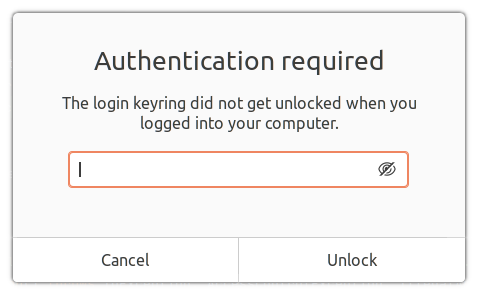 Authentication required
The login keyring did not get unlocked when you
logged into your computer.
Cancel
Unlock